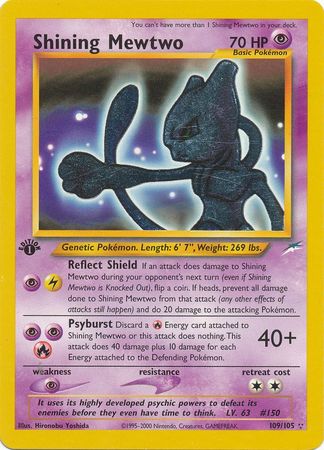 You can't have more than 1 Shining Mewtwo in your deck.
Shining Mewtwo 70 HP
Basic Pokémon
EDITION
1
Genetic Pokémon. Length: 6' 7", Weight: 269 lbs.
Reflect Shield If an attack does damage to Shining
Mewtwo during your opponent's next turn (even if Shining
Mewtwo is Knocked Out), flip a coin. If heads, prevent all damage
done to Shining Mewtwo from that attack (any other effects of
attacks still happen) and do 20 damage to the attacking Pokémon.
Psyburst Discard a Energy card attached to
Shining Mewtwo or this attack does nothing. This
attack does 40 damage plus 10 damage for each
Energy attached to the Defending Pokémon.
40+
weakness resistance retreat cost
It uses its highly developed psychic powers to defeat its
enemies before they even have time to think. LV. 63 #150
Illus. Hironobu Yoshida ©1995-2000 Nintendo, Creatures, GAMEFREAK. 109/105